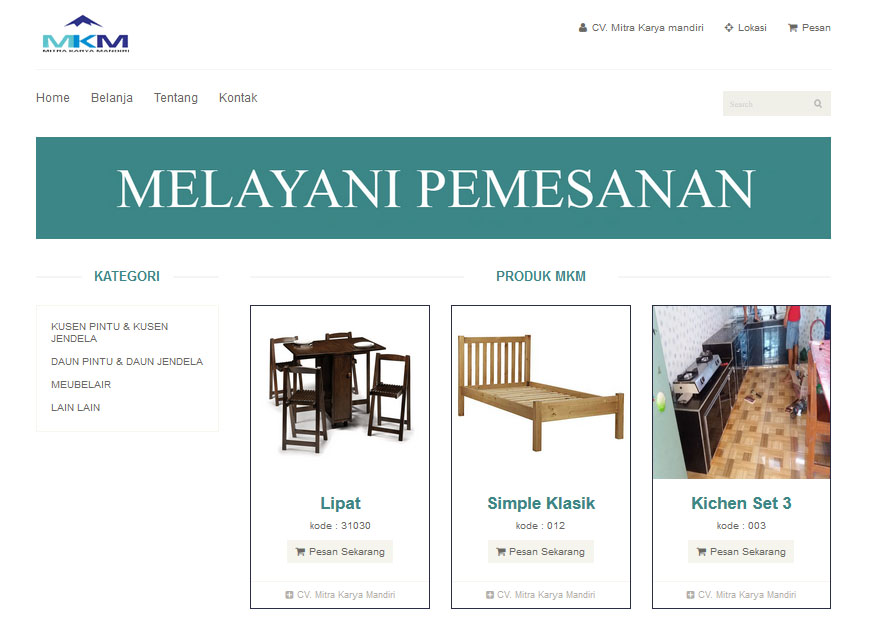 MKM
MITRA KARYA MANDIRI
CV. Mitra Karya mandiri
Lokasi
Pesan
Home
Belanja
Tentang
Kontak
Search
MELAYANI PEMESANAN
KATEGORI
KUSEN PINTU & KUSEN
JENDELA
DAUN PINTU & DAUN JENDELA
MEUBELAIR
LAIN LAIN
PRODUK MKM
Lipat
kode : 31030
Pesan Sekarang
CV. Mitra Karya Mandiri
Simple Klasik
kode : 012
Pesan Sekarang
CV. Mitra Karya Mandiri
Kichen Set 3
kode : 003
Pesan Sekarang
CV. Mitra Karya Mandiri